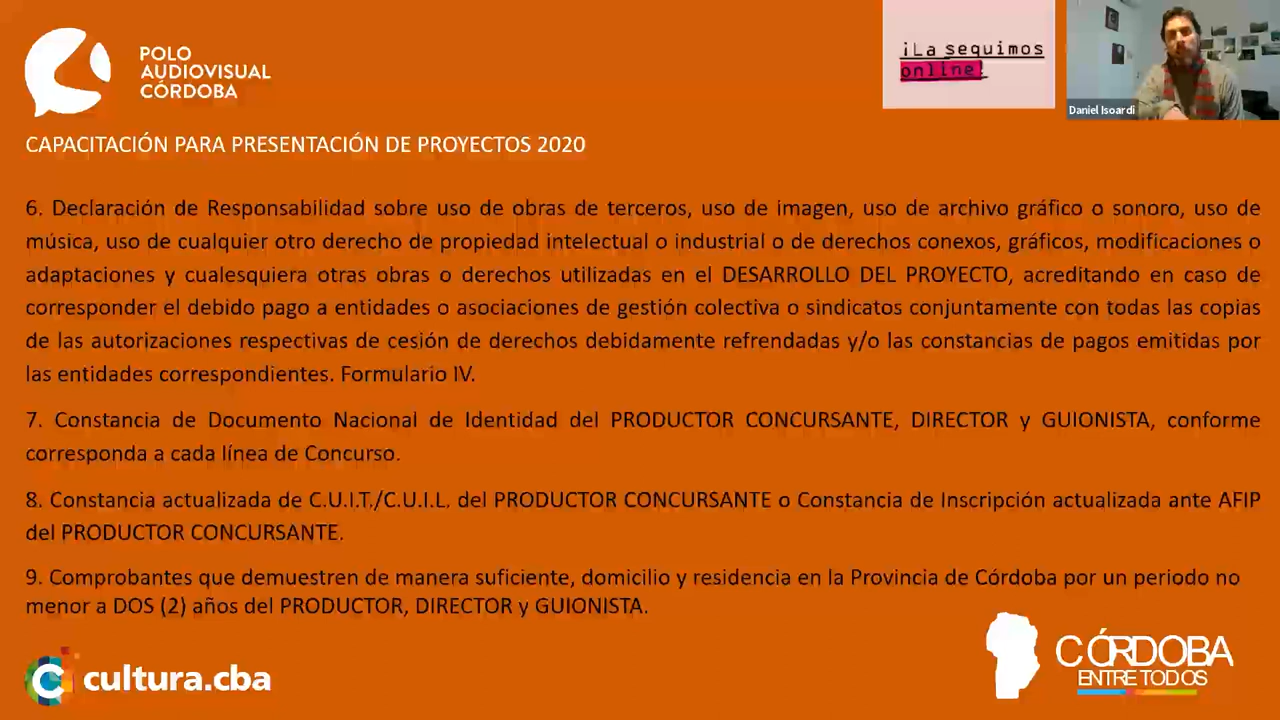 POLO
AUDIOVISUAL
CÓRDOBA
¡La seguimos
online!
Daniel Isoardi
CAPACITACIÓN PARA PRESENTACIÓN DE PROYECTOS 2020
6. Declaración de Responsabilidad sobre uso de obras de terceros, uso de imagen, uso de archivo gráfico o sonoro, uso de
música, uso de cualquier otro derecho de propiedad intelectual o industrial o de derechos conexos, gráficos, modificaciones o
adaptaciones y cualesquiera otras obras o derechos utilizadas en el DESARROLLO DEL PROYECTO, acreditando en caso de
corresponder el debido pago a entidades o asociaciones de gestión colectiva o sindicatos conjuntamente con todas las copias
de las autorizaciones respectivas de cesión de derechos debidamente refrendadas y/o las constancias de pagos emitidas por
las entidades correspondientes. Formulario IV.
7. Constancia de Documento Nacional de Identidad del PRODUCTOR CONCURSANTE, DIRECTOR y GUIONISTA, conforme
corresponda a cada línea de Concurso.
8. Constancia actualizada de C.U.I.T./C.U.I.L. del PRODUCTOR CONCURSANTE o Constancia de Inscripción actualizada ante AFIP
del PRODUCTOR CONCURSANTE.
9. Comprobantes que demuestren de manera suficiente, domicilio y residencia en la Provincia de Córdoba por un periodo no
menor a DOS (2) años del PRODUCTOR, DIRECTOR y GUIONISTA.
cultura.cba
CÓRDOBA
ENTRE TODOS